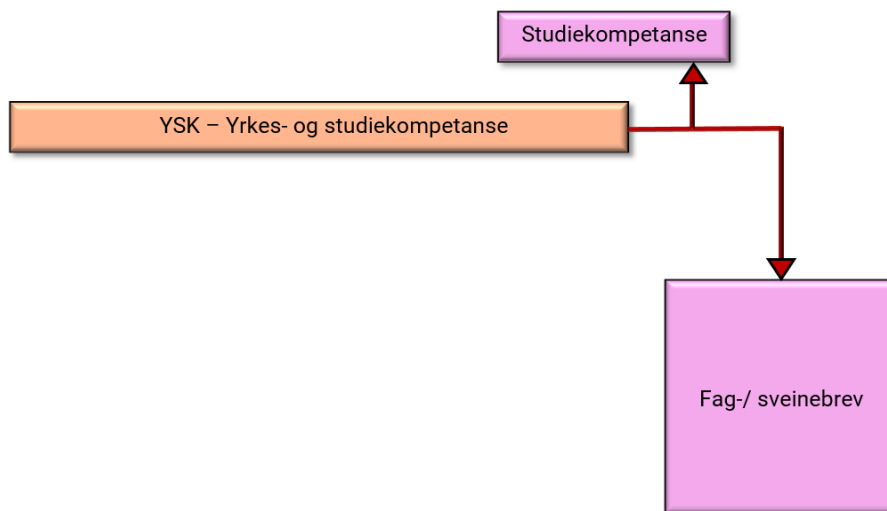 Studiekompetanse
YSK – Yrkes- og studiekompetanse
Fag-/ sveinebrev